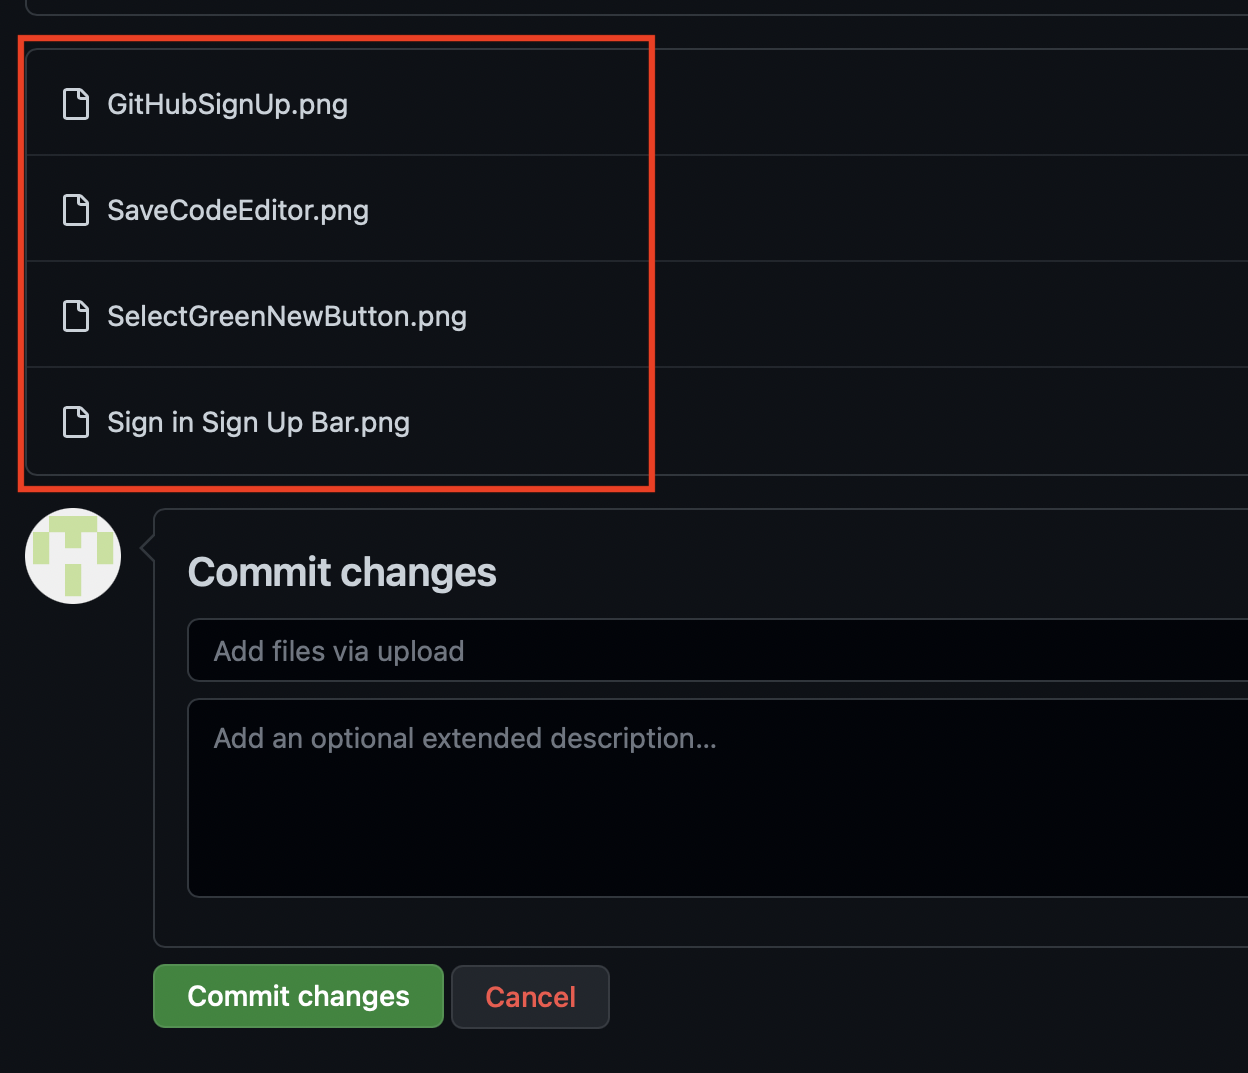 GitHubSignUp.png
SaveCodeEditor.png
SelectGreenNewButton.png
Sign in Sign Up Bar.png
Commit changes
Add files via upload
Add an optional extended description...
Commit changes
Cancel